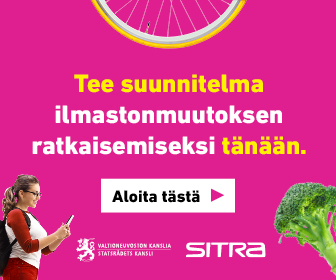 Tee suunnitelma
ilmastonmuutoksen
ratkaisemiseksi tänään.
Aloita tästä
VALTIONEUVOSTON KANSLIA
STATSRÅDETS KANSLI
SITRA